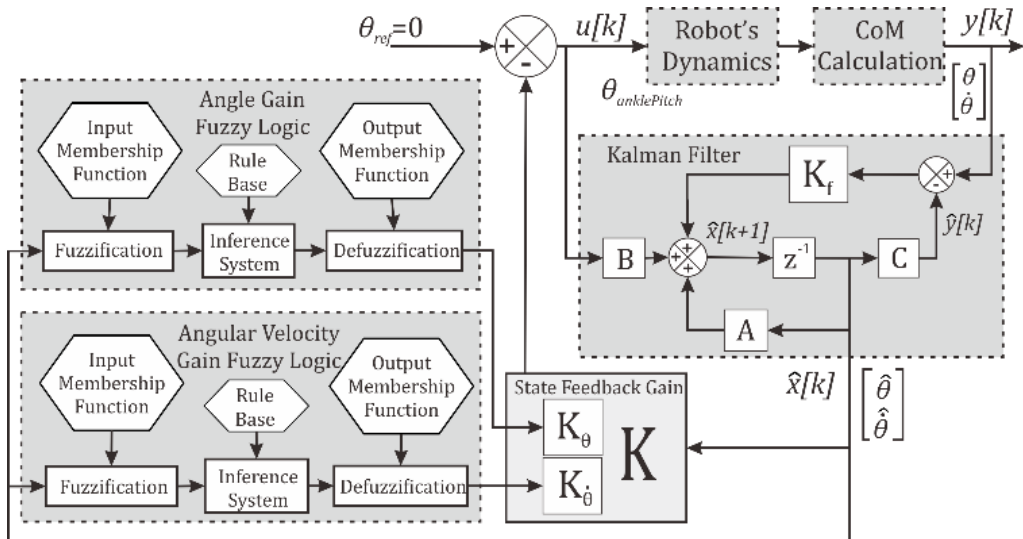 θref=0
+
-
u[k]
Robot's
Dynamics
CoM
Calculation
y[k]
[θ
θ̇]
θanklePitch
Angle Gain
Fuzzy Logic
Input
Membership
Function
Rule
Base
Output
Membership
Function
Fuzzification
Inference
System
Defuzzification
Kalman Filter
Kf
+
-
ŷ[k]
x̂[k+1]
B
+
+
+
z-1
C
A
Angular Velocity
Gain Fuzzy Logic
Input
Membership
Function
Rule
Base
Output
Membership
Function
Fuzzification
Inference
System
Defuzzification
State Feedback Gain
Kθ
Kθ̇
K
x̂[k]
[θ̂
θ̇̂]